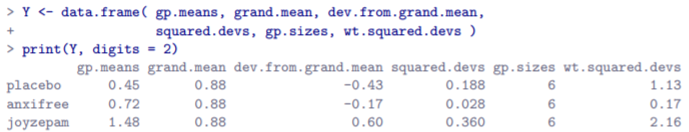 > Y <- data.frame( gp.means, grand.mean, dev.from.grand.mean,
+ squared.devs, gp.sizes, wt.squared.devs )
> print(Y, digits = 2)
gp.means grand.mean dev.from.grand.mean squared.devs gp.sizes wt.squared.devs
placebo 0.45 0.88 -0.43 0.188 6 1.13
anxifree 0.72 0.88 -0.17 0.028 6 0.17
joyzepam 1.48 0.88 0.60 0.360 6 2.16